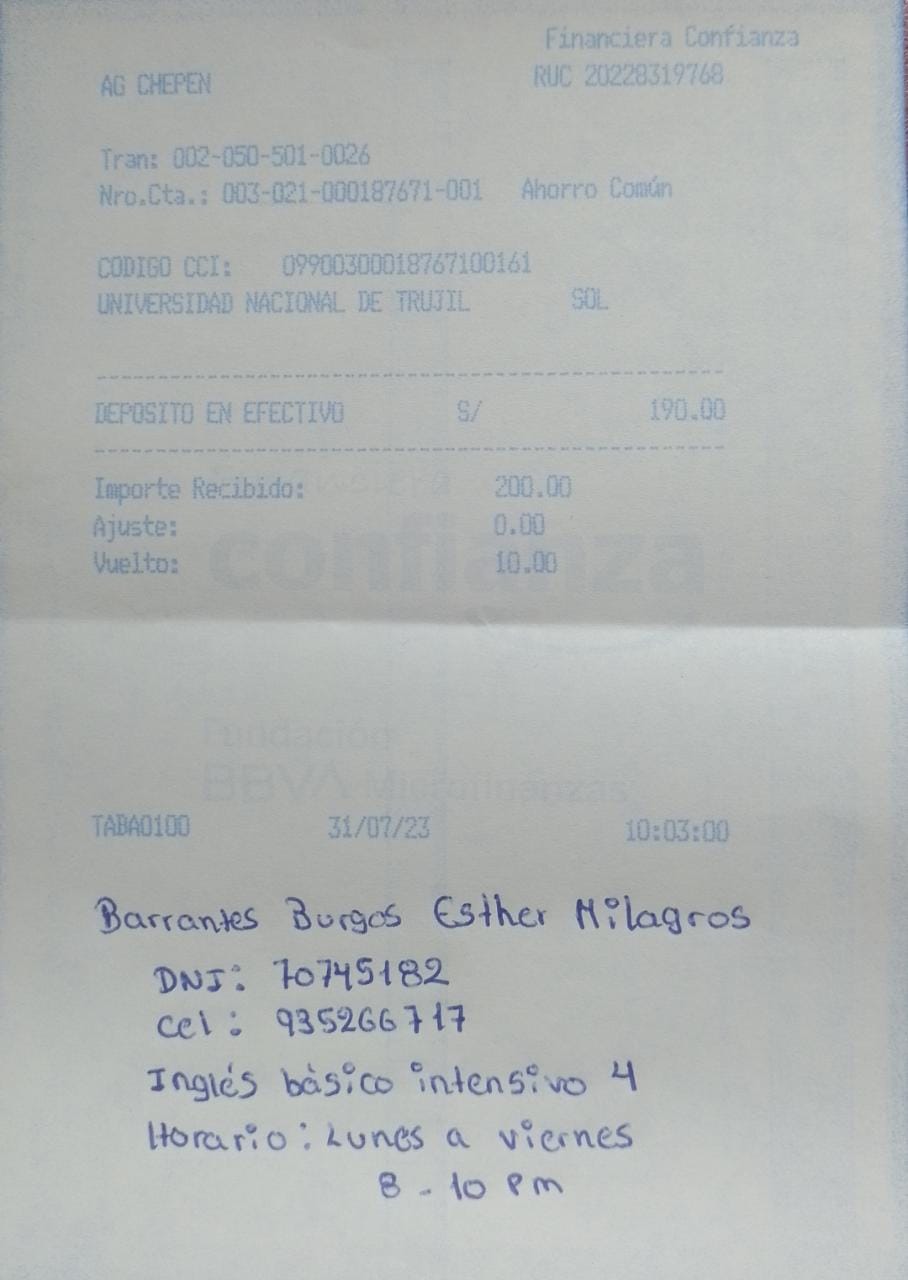 Financiera Confianza
AG CHEPEN RUC 20228319768
Tran: 002-050-501-0026
Nro.Cta.: 003-021-000187671-001 Ahorro Común
CODIGO CCI: 09900300018767100161
UNIVERSIDAD NACIONAL DE TRUJIL SOL
DEPOSITO EN EFECTIVO S/ 190.00
Importe Recibido: 200.00
Ajuste: 0.00
Vuelto: 10.00
confianza
Fundación
BBVA Microfinanzas
TABA0100 31/07/23 10:03:00
Barrantes Burgos Esther Milagros
DNI: 70745182
cel: 935266717
Inglés básico intensivo 4
Horario: Lunes a viernes
8 - 10 pm